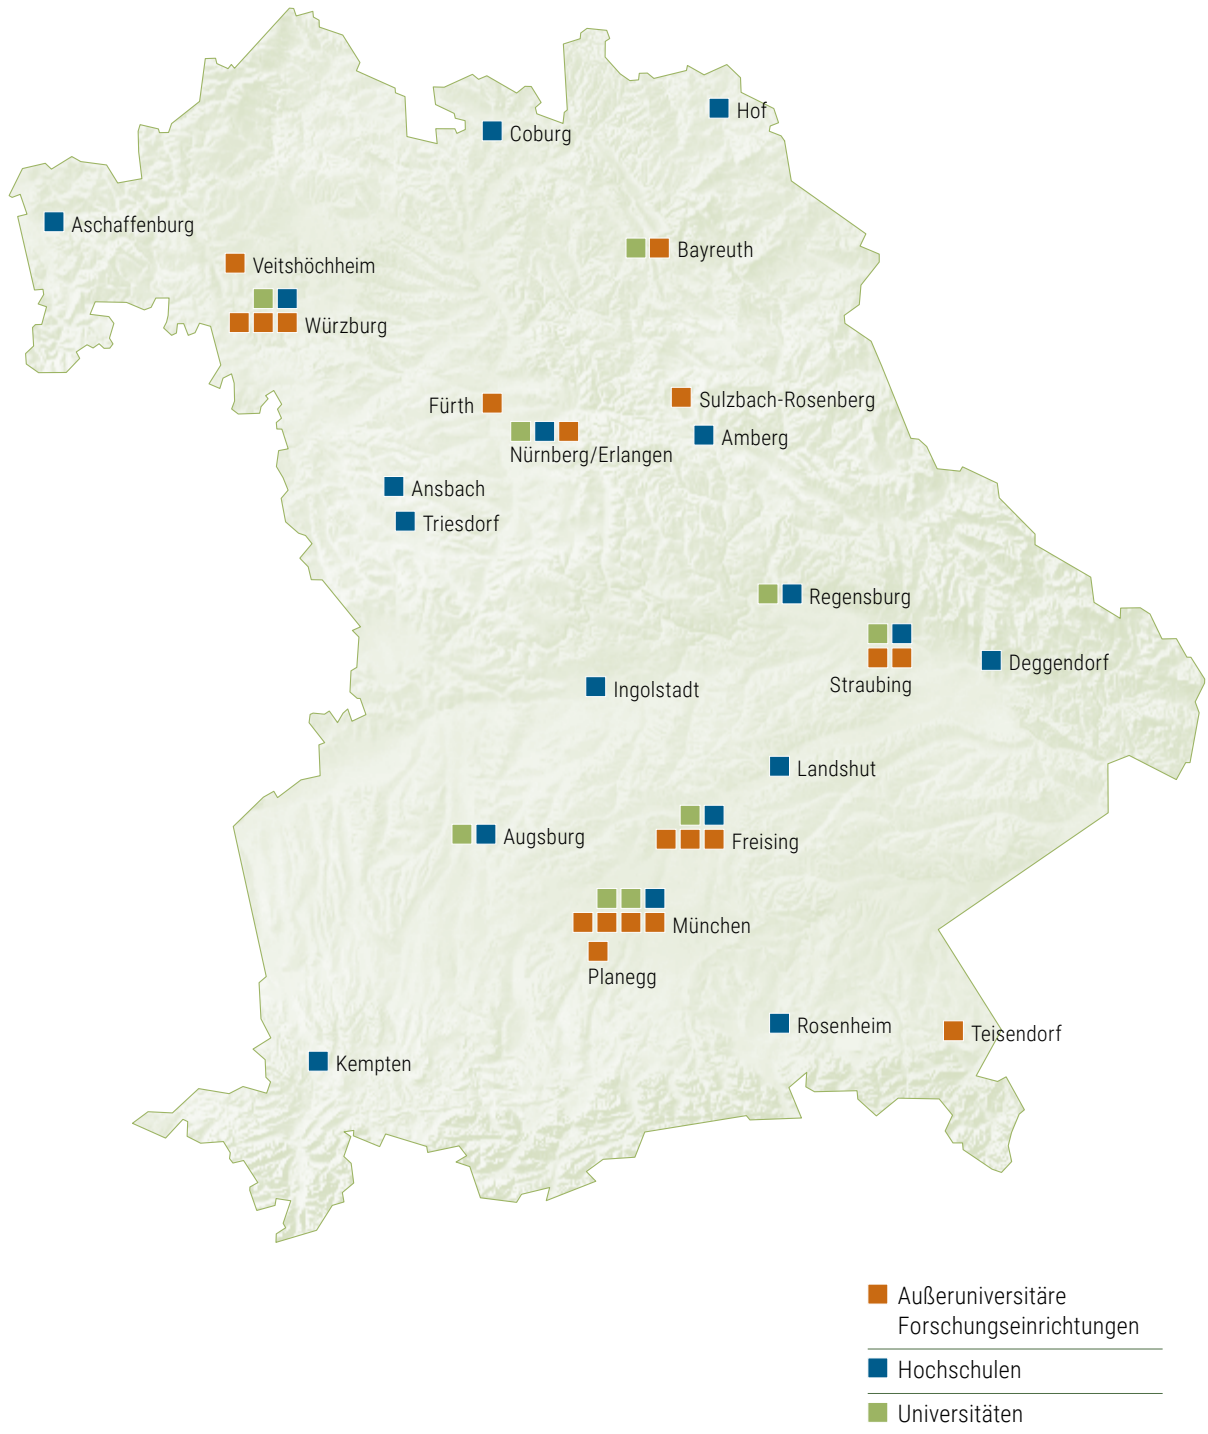 Hof
Coburg
Aschaffenburg
Bayreuth
Veitshöchheim
Würzburg
Sulzbach-Rosenberg
Fürth
Amberg
Nürnberg/Erlangen
Ansbach
Triesdorf
Regensburg
Deggendorf
Straubing
Ingolstadt
Landshut
Augsburg
Freising
München
Planegg
Rosenheim
Teisendorf
Kempten
Außeruniversitäre
Forschungseinrichtungen
Hochschulen
Universitäten